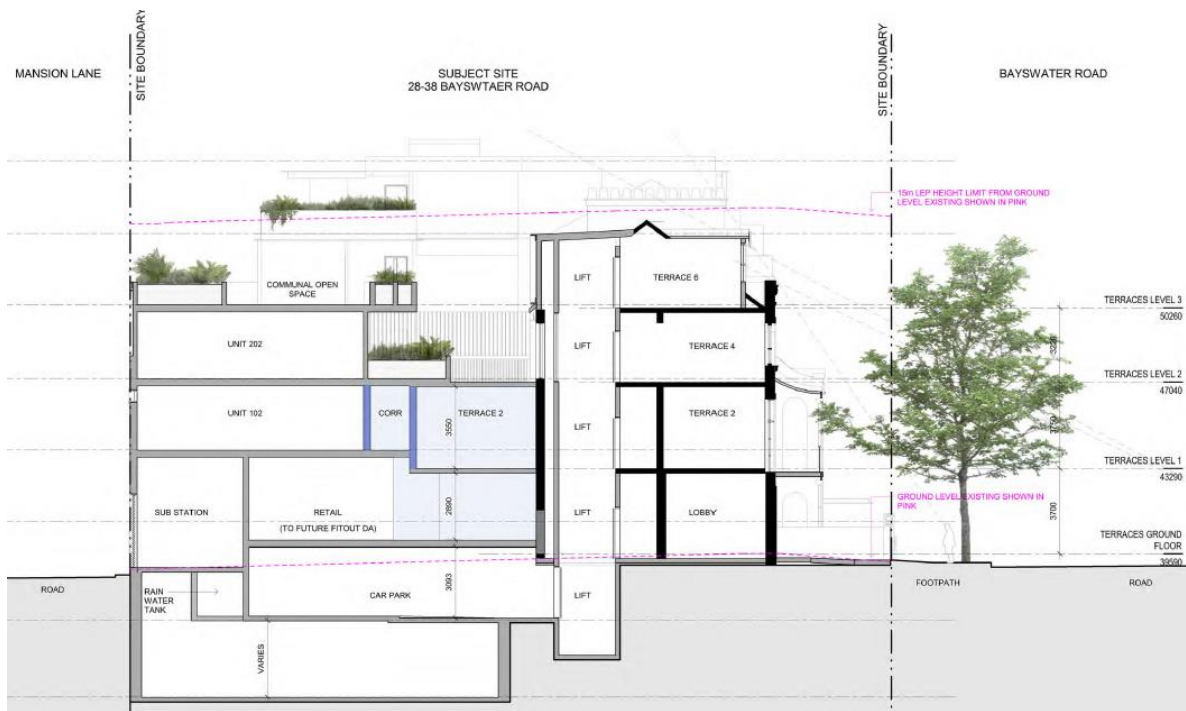 MANSION LANE
SITE BOUNDARY
SUBJECT SITE
28-38 BAYSWTAER ROAD
SITE BOUNDARY
BAYSWATER ROAD
15m LEP HEIGHT LIMIT FROM GROUND
LEVEL EXISTING SHOWN IN PINK
COMMUNAL OPEN
SPACE
LIFT
TERRACE 6
TERRACES LEVEL 3
50260
UNIT 202
LIFT
TERRACE 4
3220
TERRACES LEVEL 2
47040
UNIT 102
CORR
TERRACE 2
3550
LIFT
TERRACE 2
3750
TERRACES LEVEL 1
43290
SUB STATION
RETAIL
(TO FUTURE FITOUT DA)
2890
LIFT
LOBBY
GROUND LEVEL EXISTING SHOWN IN
PINK
3700
TERRACES GROUND
FLOOR
39590
ROAD
RAIN
WATER
TANK
CAR PARK
3093
LIFT
FOOTPATH
ROAD
VARIES